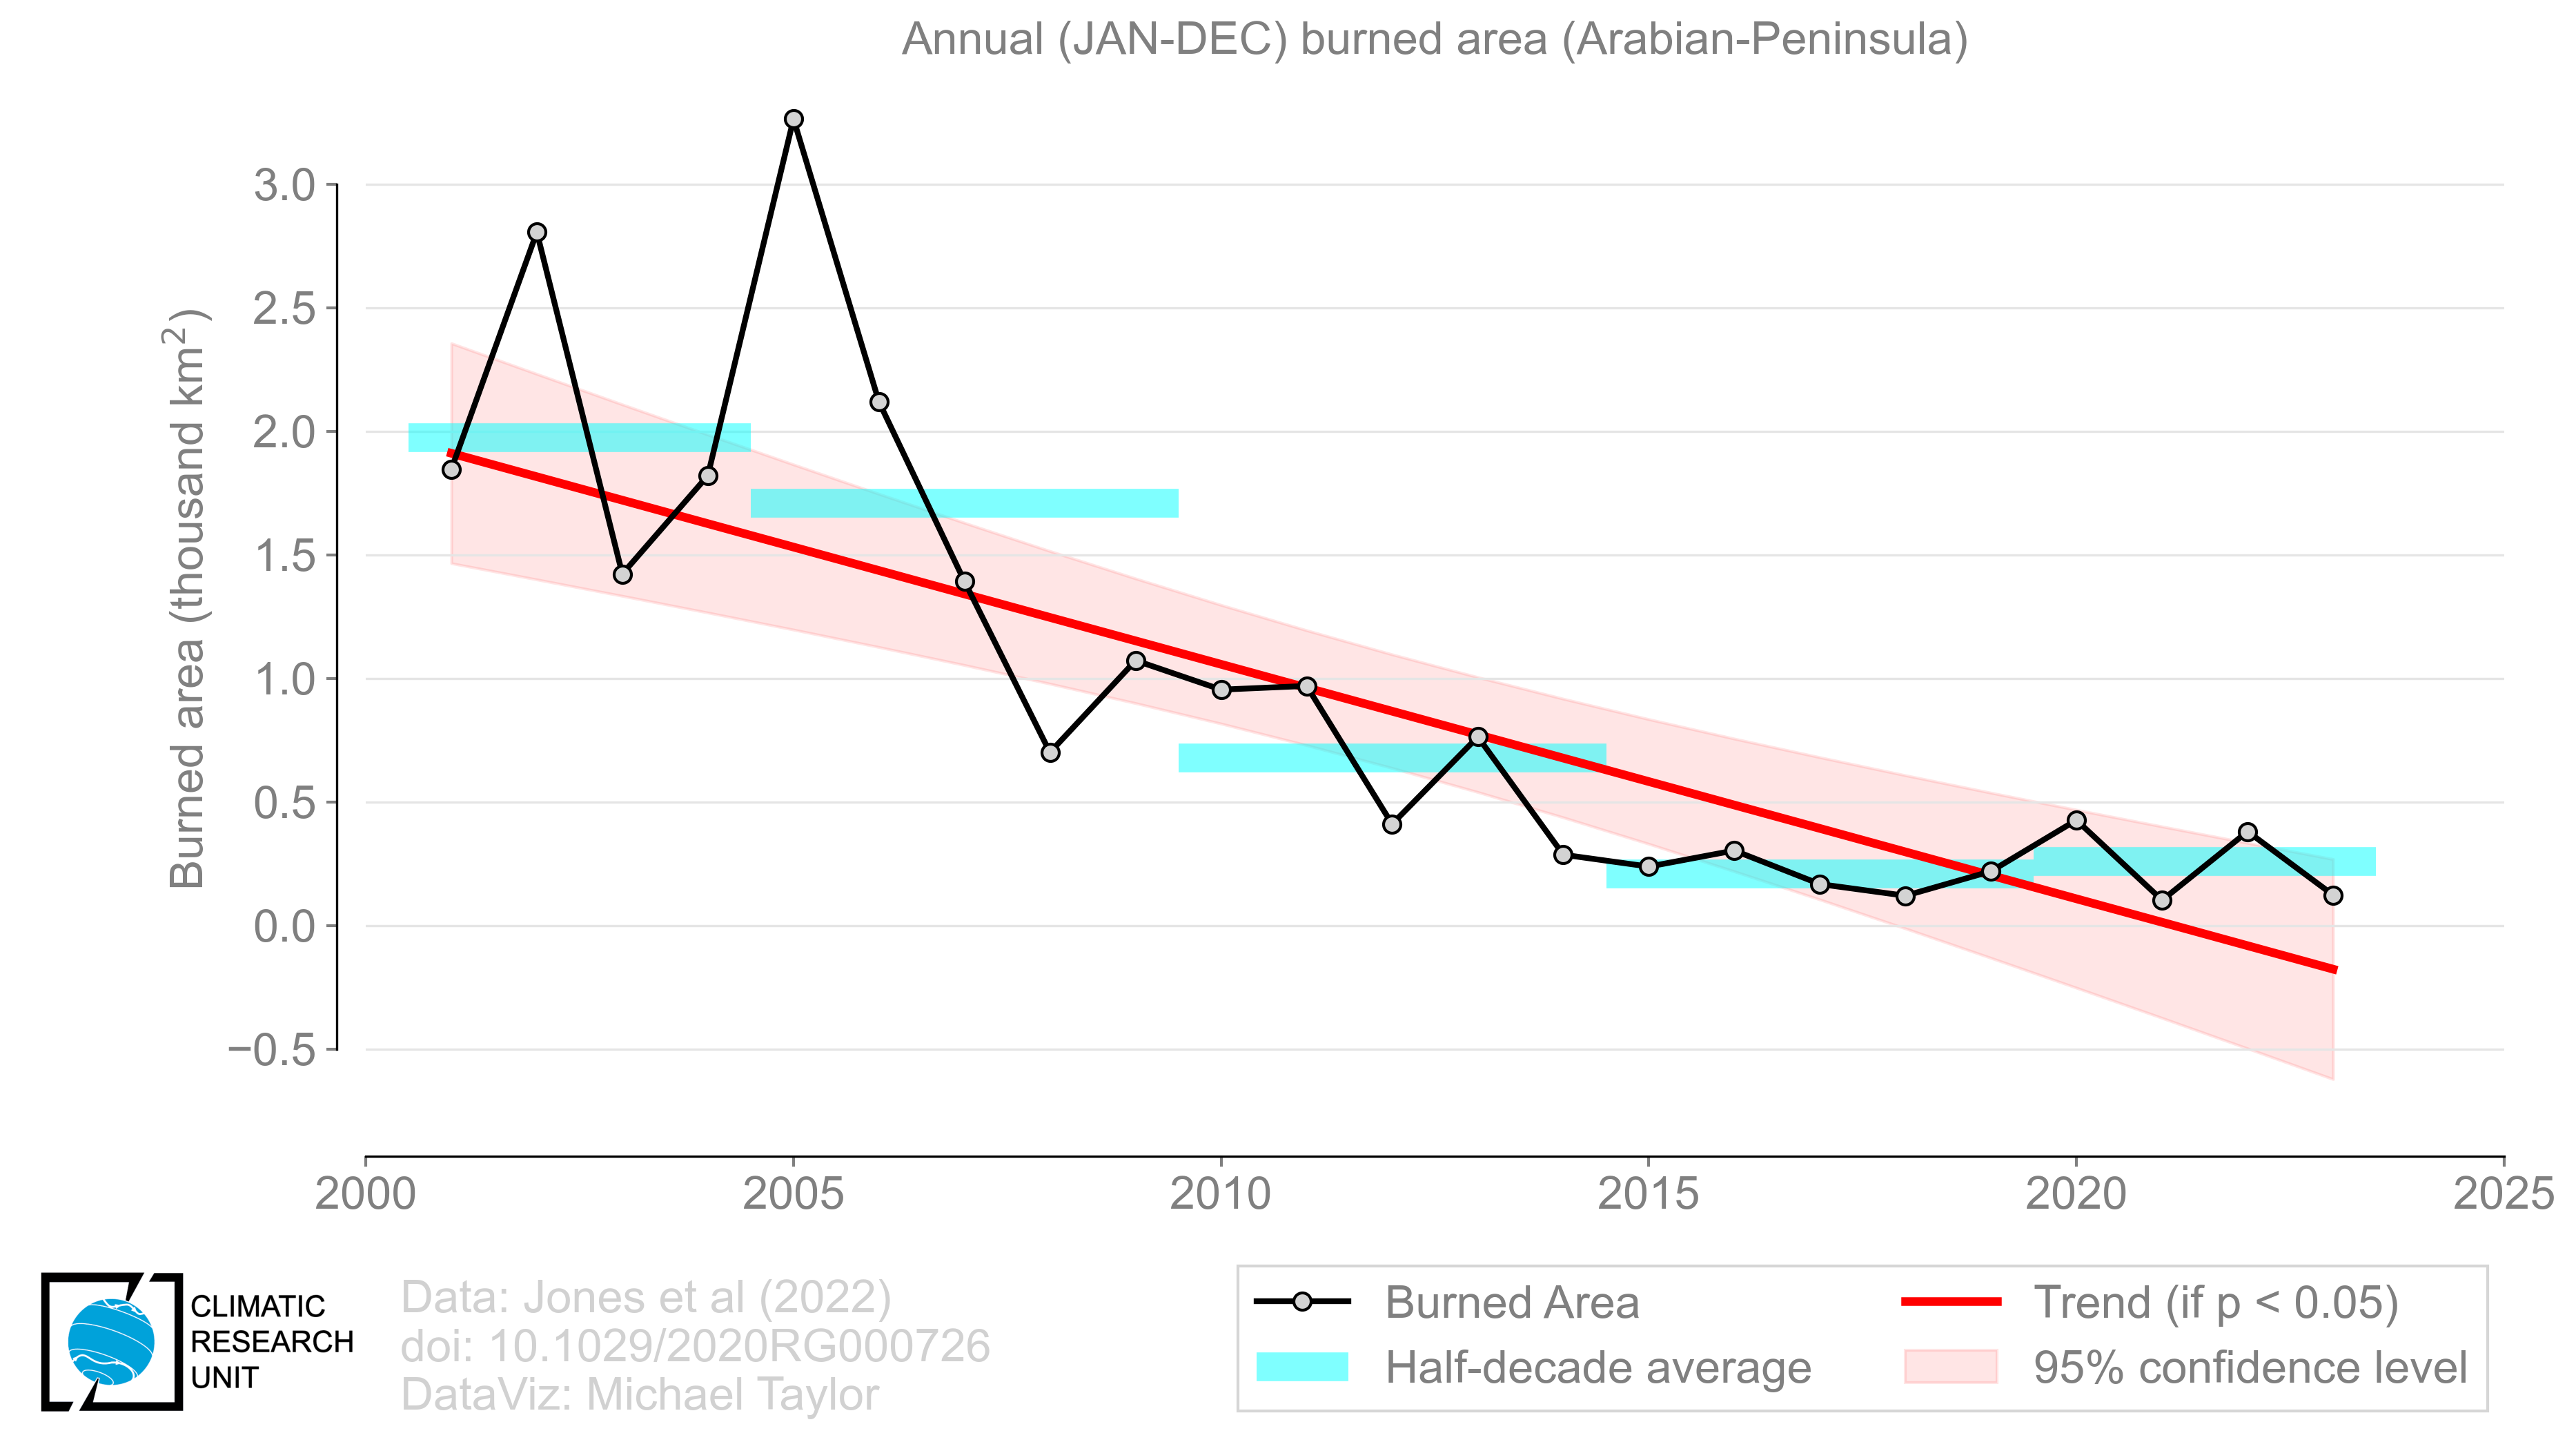 Annual (JAN-DEC) burned area (Arabian-Peninsula)
Burned area (thousand km²)
3.0
2.5
2.0
1.5
1.0
0.5
0.0
−0.5
2000 2005 2010 2015 2020 2025
CLIMATIC
RESEARCH
UNIT
Data: Jones et al (2022)
doi: 10.1029/2020RG000726
DataViz: Michael Taylor
Burned Area
Half-decade average
Trend (if p < 0.05)
95% confidence level